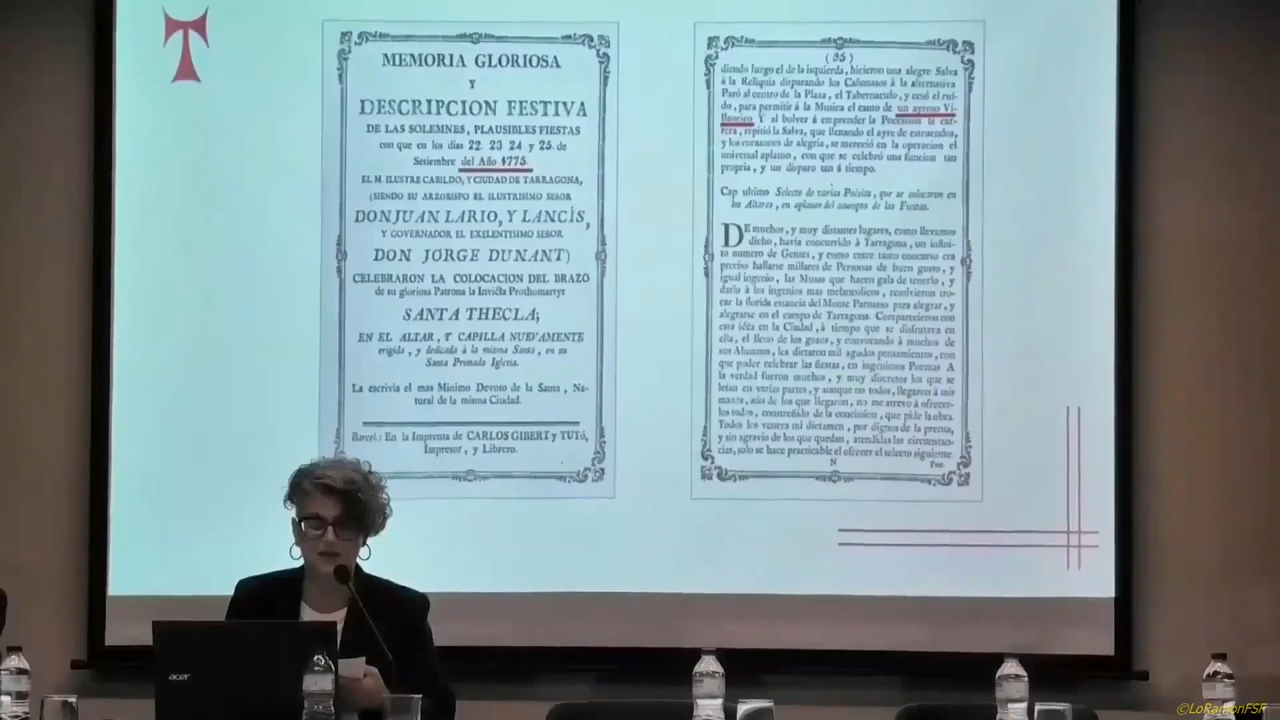 MEMORIA GLORIOSA
Y
DESCRIPCION FESTIVA
DE LAS SOLEMNES, PLAUSIBLES FIESTAS
con que en los dias 22. 23 24 y 25. de
Setiembre del Año 1775.
EL M. ILUSTRE CABILDO, Y CIUDAD DE TARRAGONA,
(SIENDO SU ARZOBISPO EL ILUSTRISIMO SEÑOR
DON JUAN LARIO, Y LANCÍS,
Y GOVERNADOR EL EXELENTISIMO SEÑOR
DON JORGE DUNANT)
CELEBRARON LA COLOCACION DEL BRAZO
de su gloriosa Patrona la Invicta Prothomartyr
SANTA THECLA;
EN EL ALTAR, Y CAPILLA NUEVAMENTE
erigida, y dedicada à la misma Santa, en su
Santa Primada Iglesia.
La escrivia el mas Minimo Devoto de la Santa, Na-
tural de la misma Ciudad.
Barcel.: En la Imprenta de CARLOS GIBERT y TUTÓ,
Impresor, y Librero.
(85)
diendo luego el de la isquierda, hicieron una alegre Salva
à la Reliquia disparando los Cañonasos à la alternativa
Paró al centro de la Plaza, el Tabernaculo, y cesó el rui-
do, para permitir à la Musica el canto de un ayroso Vi-
llancico Y al bolver à emprender la Procession la car-
rera, repitió la Salva, que llenando el ayre de estruendos,
y los corazones de alegria, se mereció en la operacion el
universal aplauso, con que se celebró una funcion tan
propria, y un disparo tan à tiempo.
Cap ultimo Selecto de varias Poësias, que se colocaron en
los Altares, en aplauso del assumpto de las Fiestas.
DE muchos, y muy distantes lugares, como llevamos
dicho, havia concurrido à Tarragona, un infini-
to numero de Gentes, y como entre tanto concurso era
preciso hallarse millares de Personas de buen gusto, y
igual ingenio, las Musas que hacen gala de tenerlo, y
darlo à los ingenios mas melancolicos, resolvieron tro-
car la florida estancia del Monte Parnaso para alegrar, y
alegrarse en el campo de Tarragona. Comparecieron con
esta idéa en la Ciudad, à tiempo que se disfrutava en
ella, el lleno de los gozos, y convocando à muchos de
sus Alumnos, les dictaron mil agudos pensamientos, con
que poder celebrar las fiestas, en ingeniosos Poemas A
la verdad fueron muchos, y muy discretos los que se
leían en varias partes, y aunque no todos, llegaron à mis
manos, aún de los que llegaron, no me atrevo à ofrecer-
los todos, constreñido de la concission, que pide la obra.
Todos los venera mi dictamen, por dignos de la prensa,
y sin agravio de los que quedan, atendidas las circunstan-
cias, solo se hace practicable el ofrecer el selecto siguiente.
N
acer
©LoRamonFSF